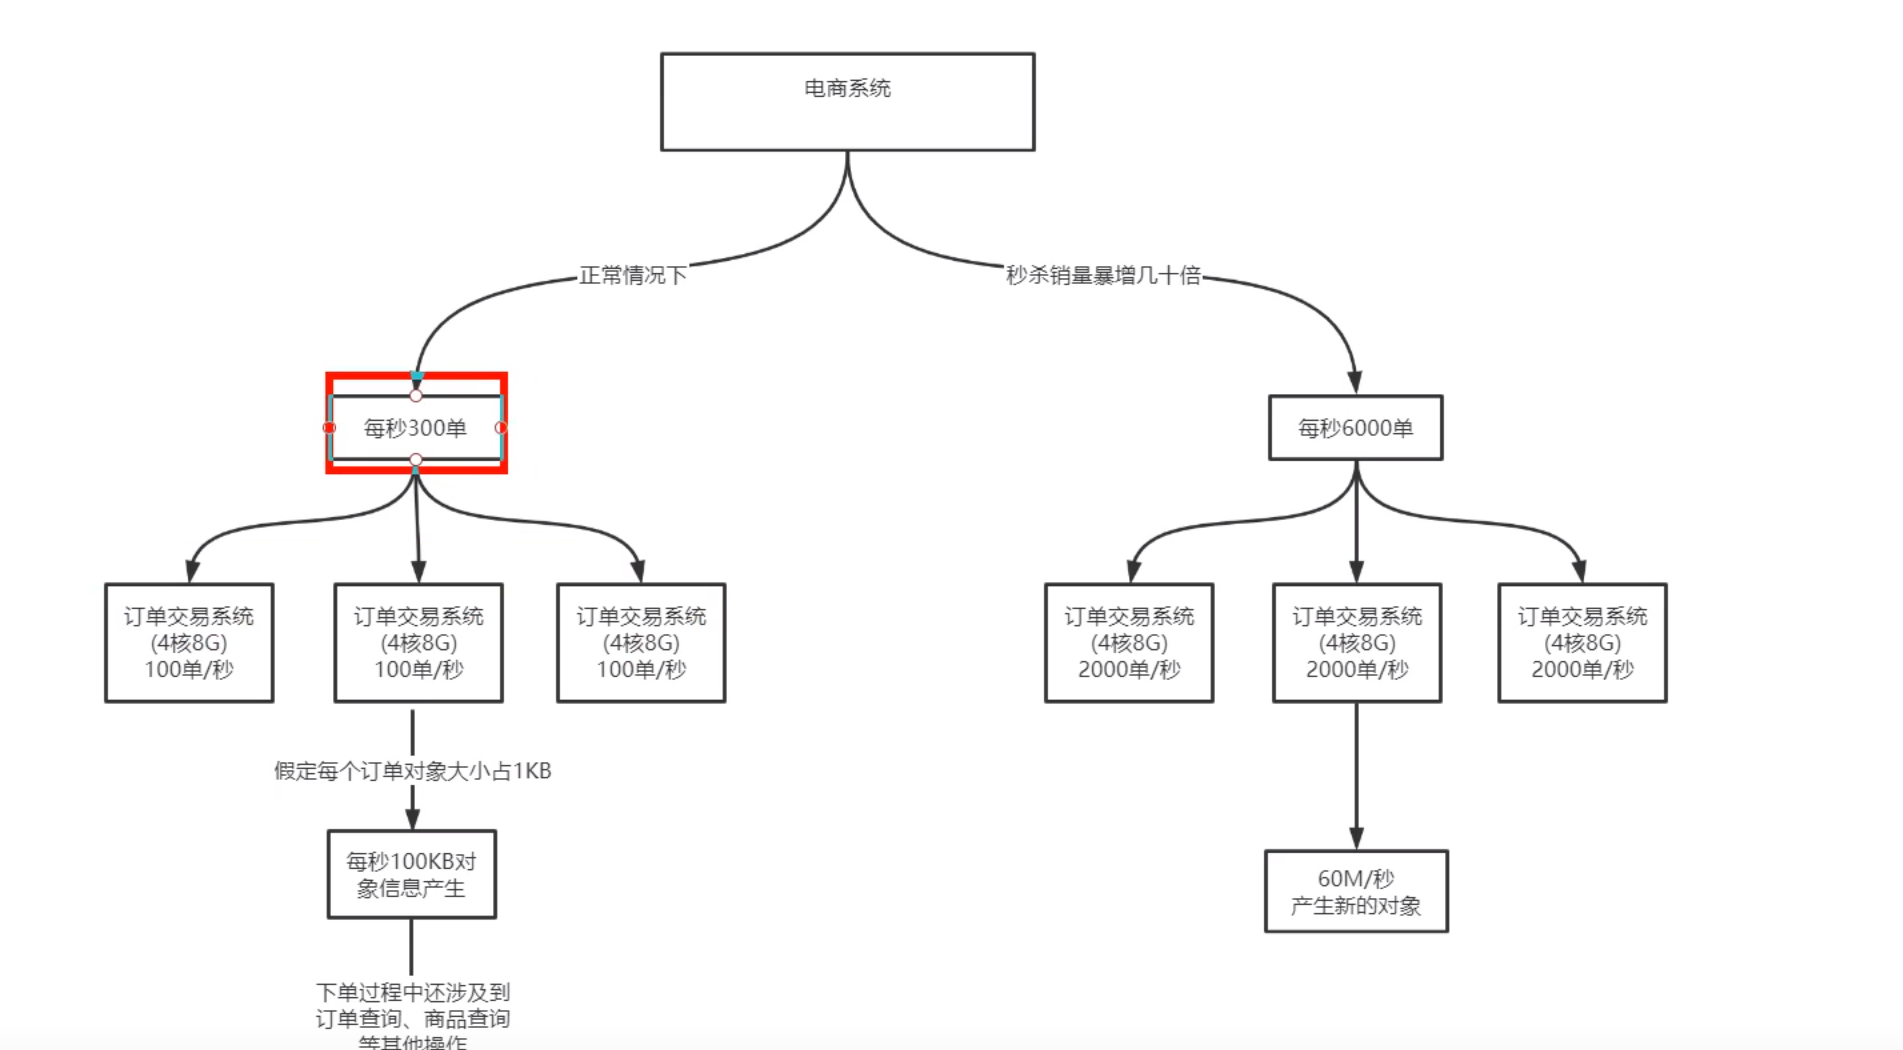 电商系统
正常情况下
秒杀销量暴增几十倍
每秒300单
每秒6000单
订单交易系统
(4核8G)
100单/秒
订单交易系统
(4核8G)
100单/秒
订单交易系统
(4核8G)
100单/秒
订单交易系统
(4核8G)
2000单/秒
订单交易系统
(4核8G)
2000单/秒
订单交易系统
(4核8G)
2000单/秒
假定每个订单对象大小占1KB
每秒100KB对
象信息产生
60M/秒
产生新的对象
下单过程中还涉及到
订单查询、商品查询
等其他操作